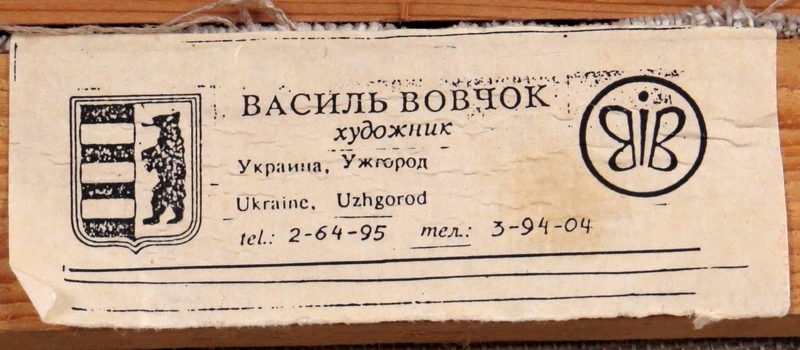 ВАСИЛЬ ВОВЧОК
художник
Украина, Ужгород
Ukraine, Uzhgorod
tel.: 2-64-95 тел.: 3-94-04